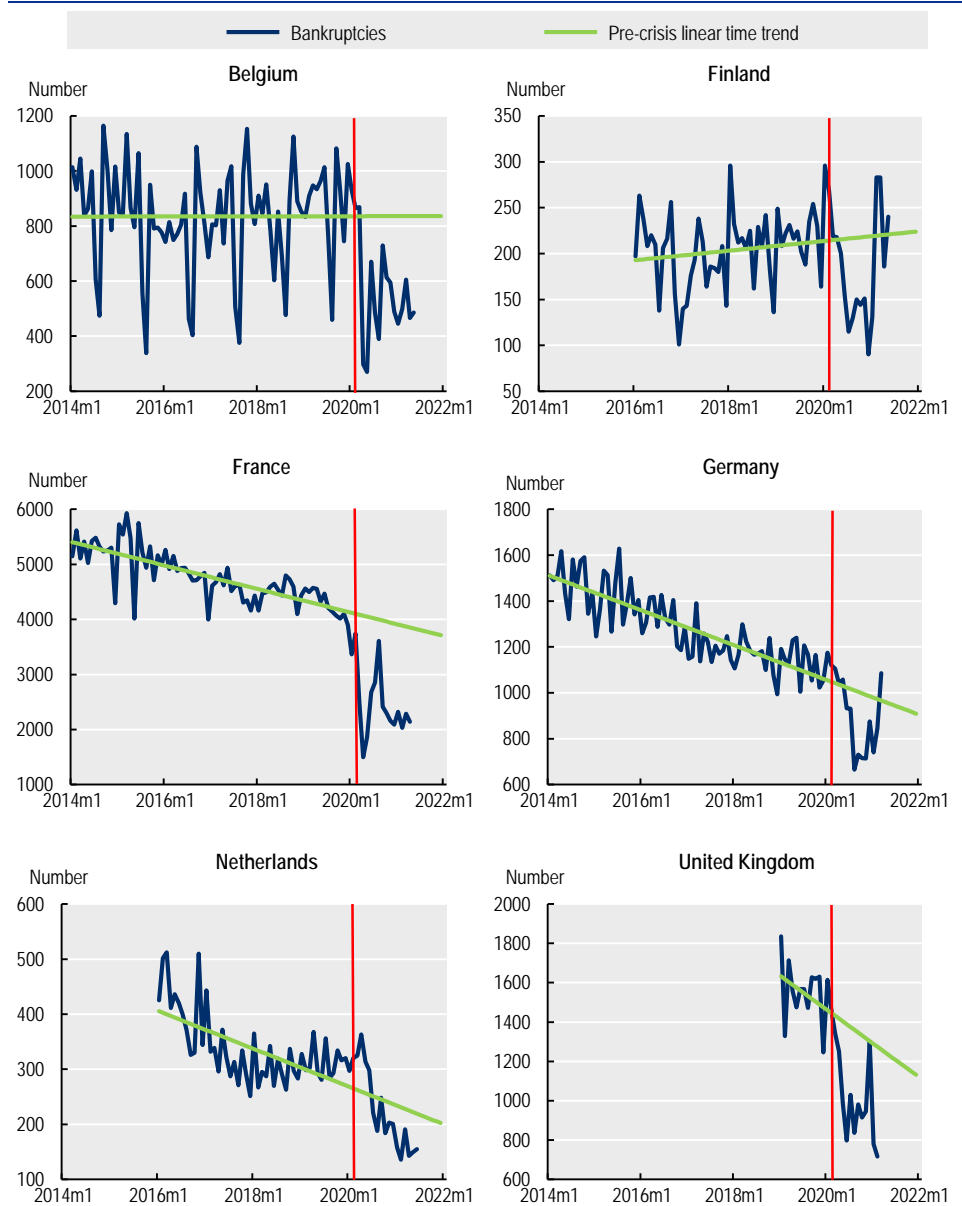 Bankruptcies Pre-crisis linear time trend
Belgium
Number
1200
1000
800
600
400
200
2014m1 2016m1 2018m1 2020m1 2022m1
Finland
Number
350
300
250
200
150
100
50
2014m1 2016m1 2018m1 2020m1 2022m1
France
Number
6000
5000
4000
3000
2000
1000
2014m1 2016m1 2018m1 2020m1 2022m1
Germany
Number
1800
1600
1400
1200
1000
800
600
2014m1 2016m1 2018m1 2020m1 2022m1
Netherlands
Number
600
500
400
300
200
100
2014m1 2016m1 2018m1 2020m1 2022m1
United Kingdom
Number
2000
1800
1600
1400
1200
1000
800
600
2014m1 2016m1 2018m1 2020m1 2022m1